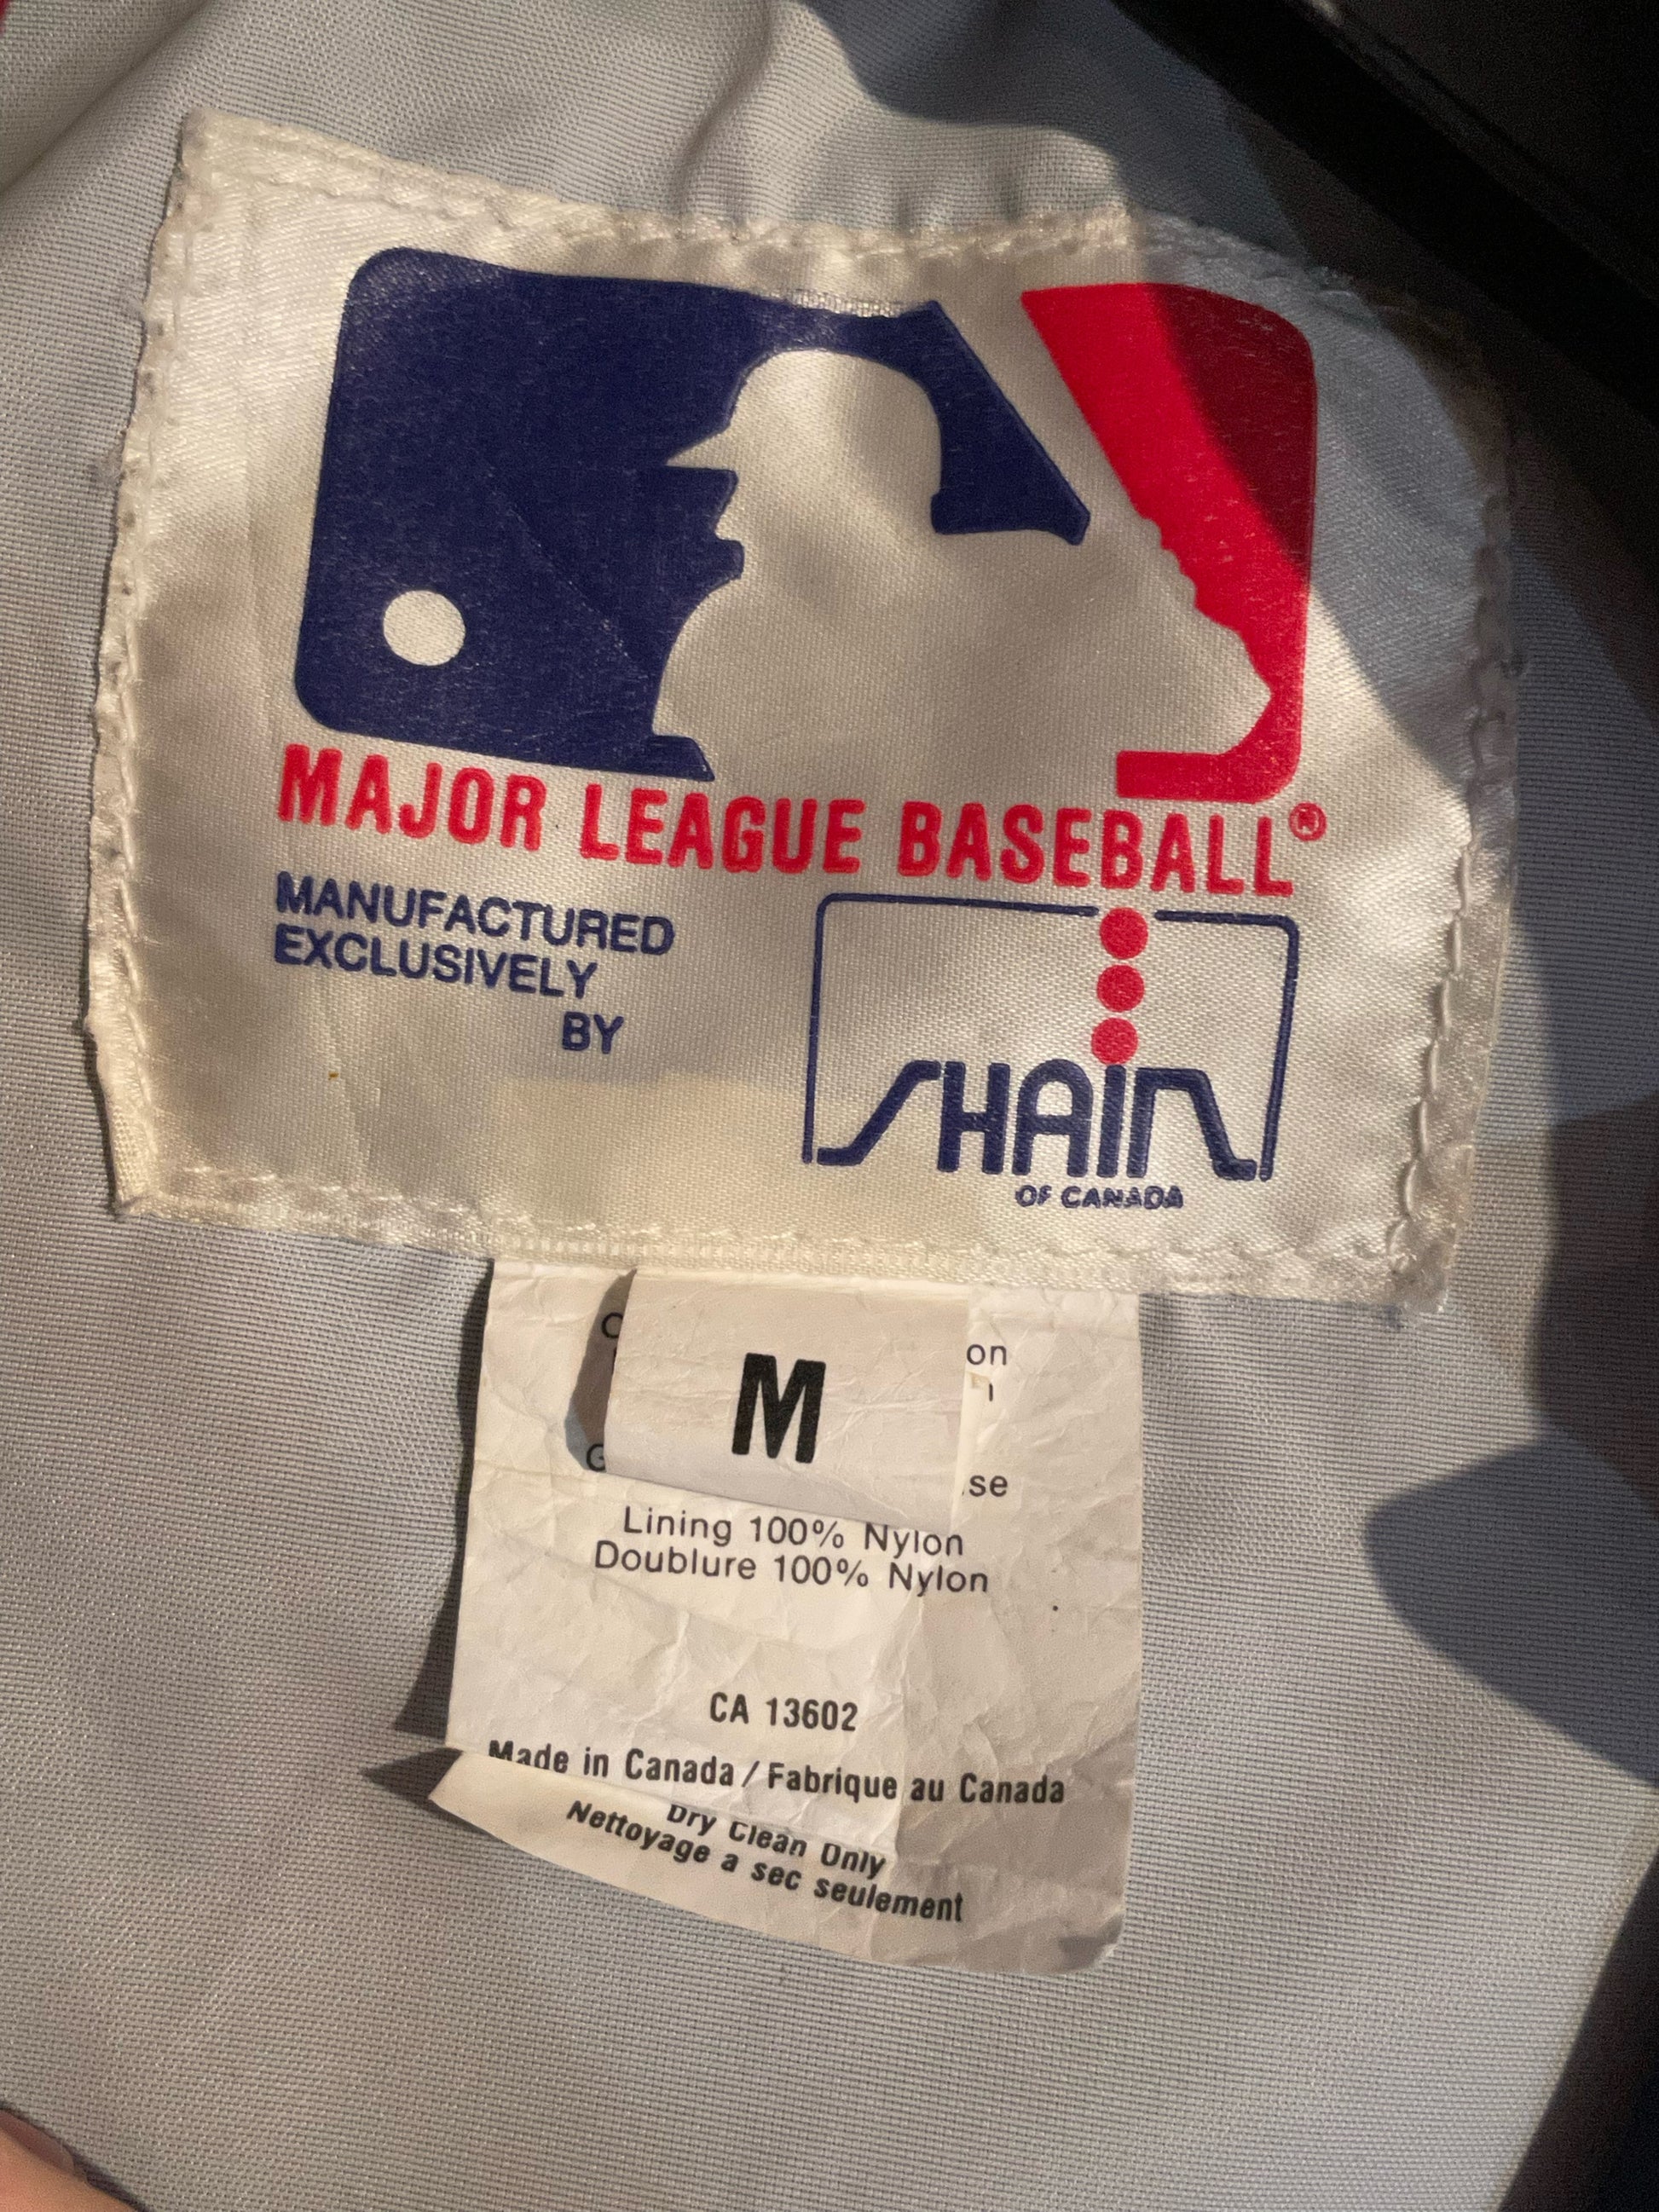 MAJOR LEAGUE BASEBALL®
MANUFACTURED
EXCLUSIVELY
BY
SHAIN
OF CANADA
M
Lining 100% Nylon
Doublure 100% Nylon
CA 13602
Made in Canada / Fabrique au Canada
Dry Clean Only
Nettoyage a sec seulement